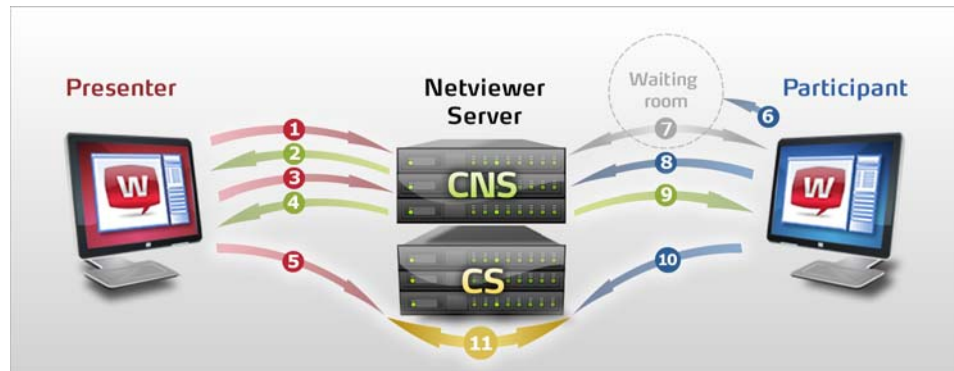 Presenter
Netviewer
Server
Waiting
room
Participant
1
2
3
4
5
6
7
8
9
10
11
CNS
CS
W
W